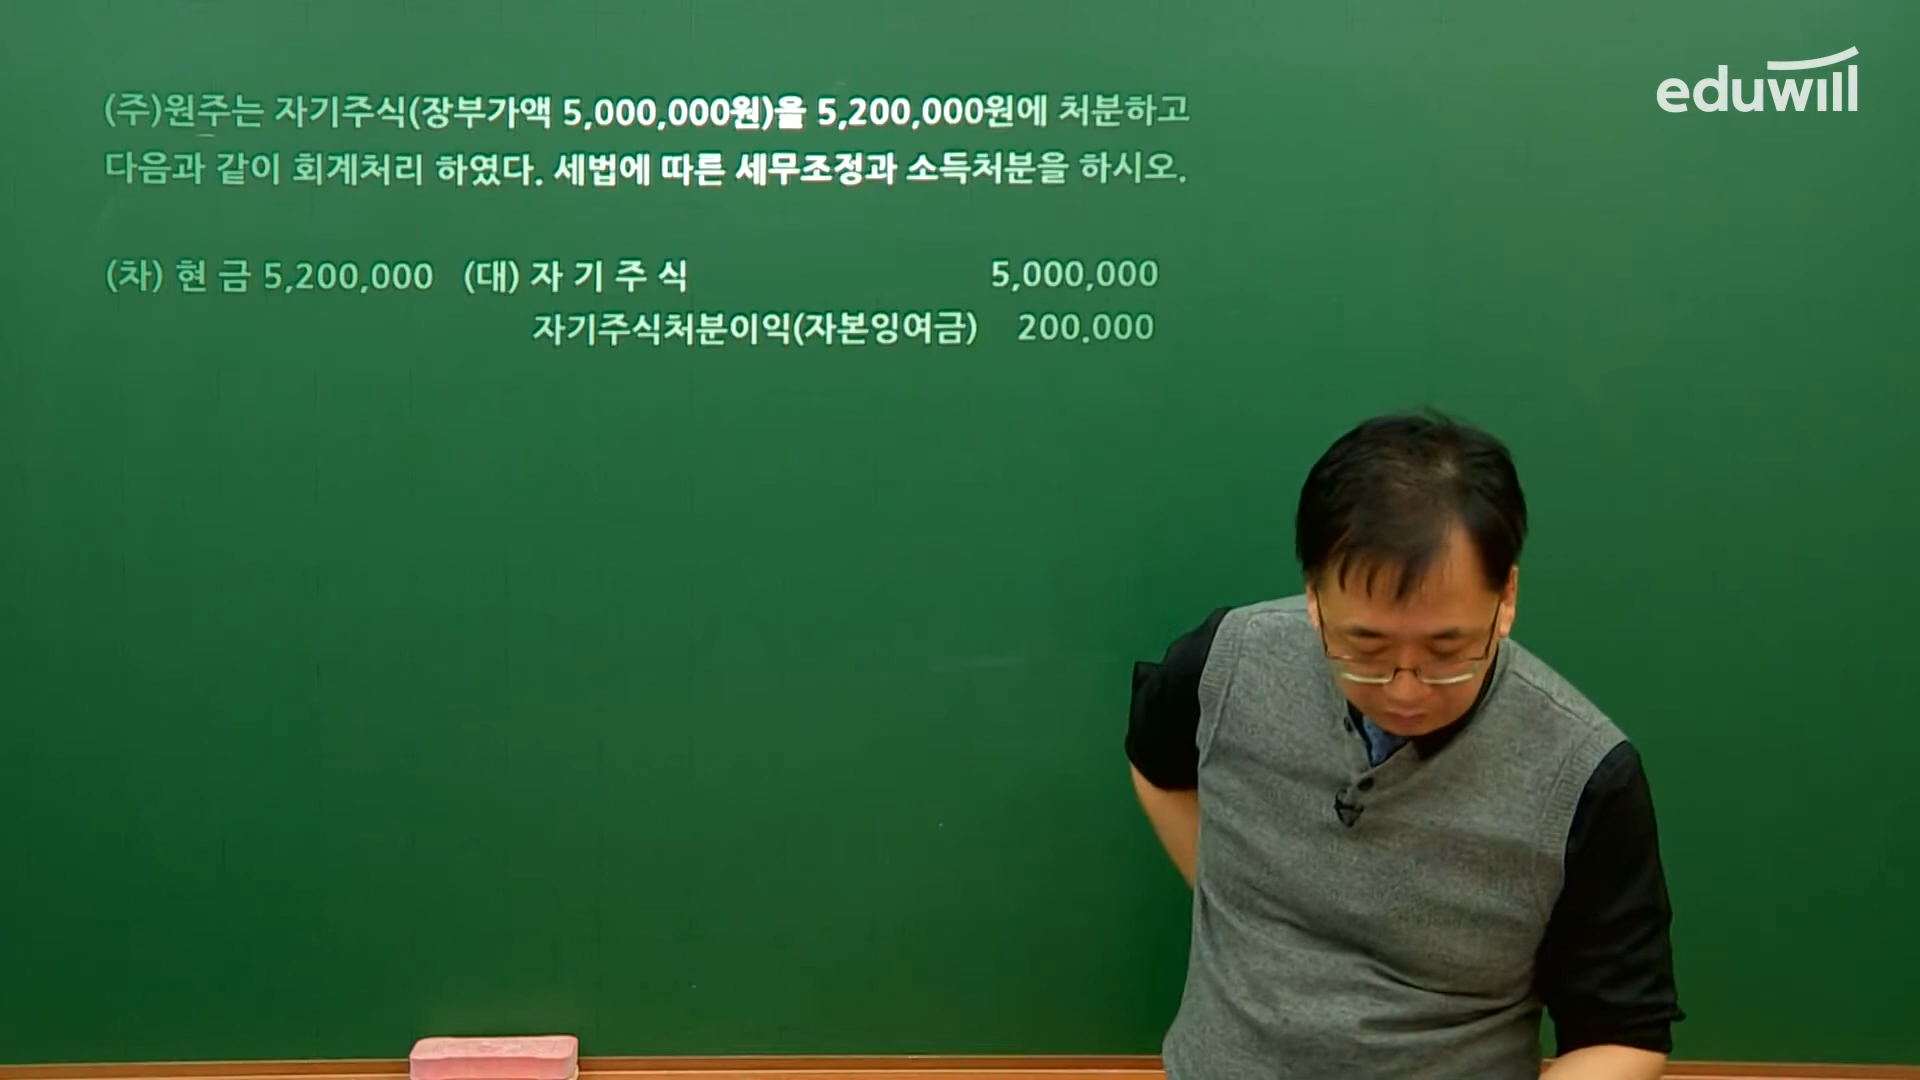 eduwill
(주)원주는 자기주식(장부가액 5,000,000원)을 5,200,000원에 처분하고
다음과 같이 회계처리 하였다. 세법에 따른 세무조정과 소득처분을 하시오.
(차) 현 금 5,200,000 (대) 자 기 주 식 5,000,000
자기주식처분이익(자본잉여금) 200,000